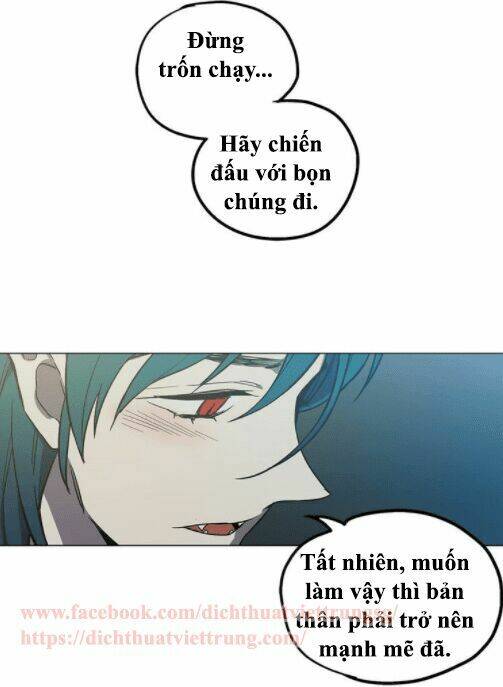 Đừng
trốn chạy...
Hãy chiến
đấu với bọn
chúng đi.
Tất nhiên, muốn
làm vậy thì bản
thân phải trở nên
mạnh mẽ đã.
www.facebook.com/dichthuatviettrung/
https://dichthuatviettrung.com/